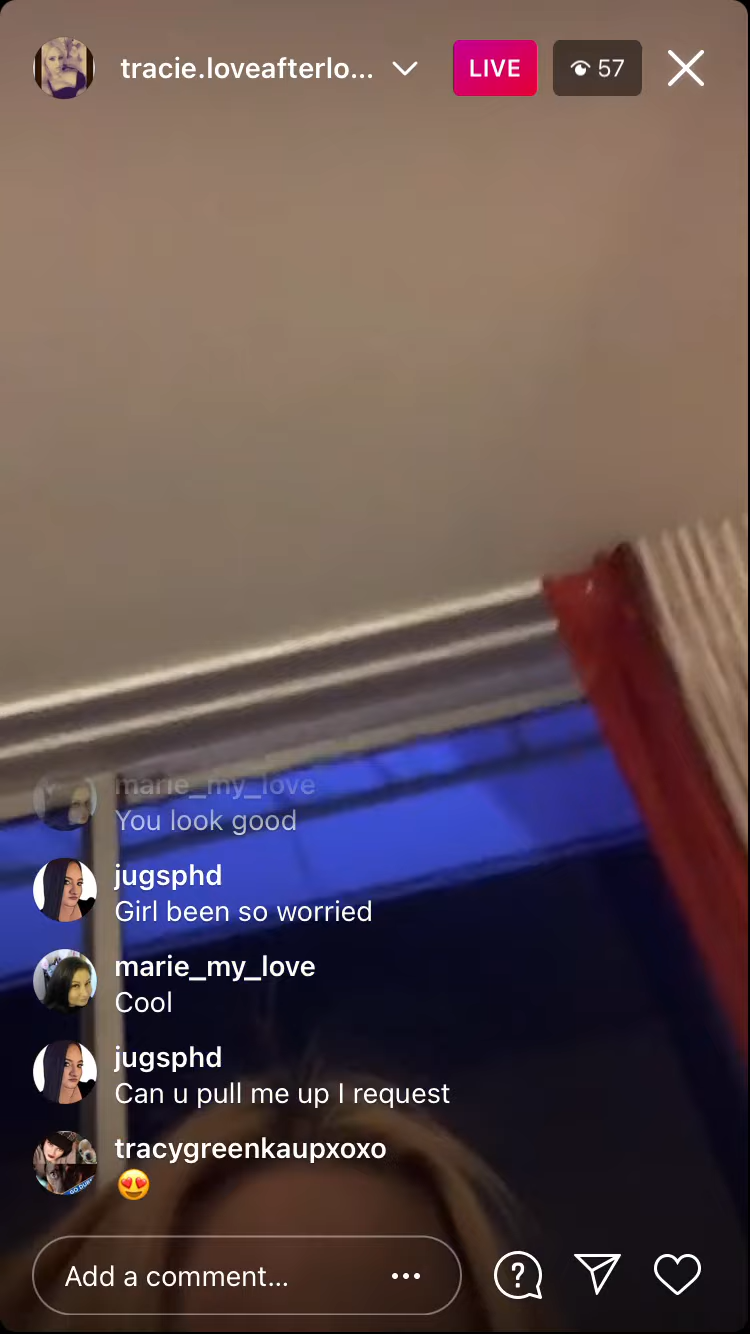 tracie.loveafterlo...
LIVE
57
marie_my_love
You look good
jugsphd
Girl been so worried
marie_my_love
Cool
jugsphd
Can u pull me up I request
tracygreenkaupxoxo
😍
Add a comment...